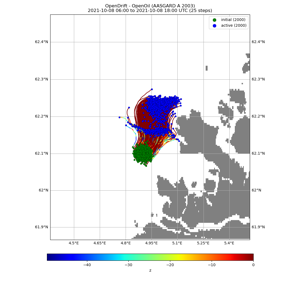 OpenDrift - OpenOil (AASGARD A 2003)
2021-10-08 06:00 to 2021-10-08 18:00 UTC (25 steps)
initial (2000)
active (2000)
62.4°N
62.4°N
62.3°N
62.3°N
62.2°N
62.2°N
62.1°N
62.1°N
62°N
62°N
61.9°N
61.9°N
4.5°E
4.65°E
4.8°E
4.95°E
5.1°E
5.25°E
5.4°E
−40
−30
−20
−10
0
z